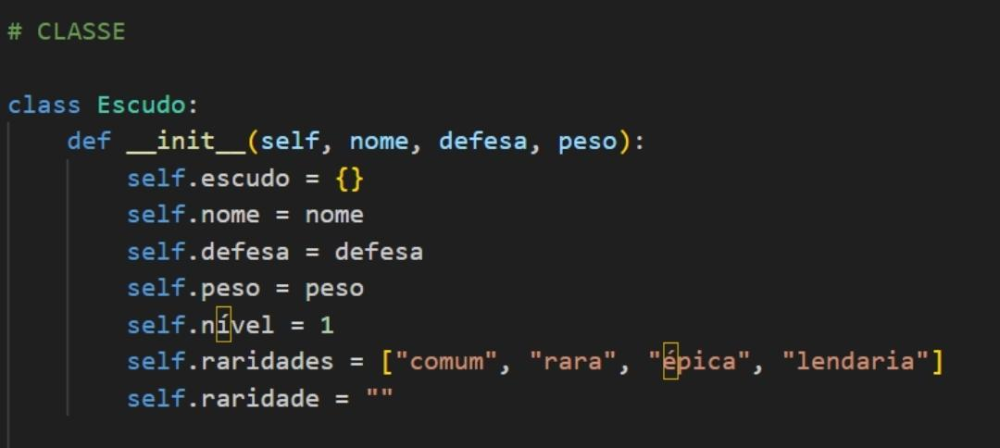 # CLASSE
class Escudo:
    def __init__(self, nome, defesa, peso):
        self.escudo = {}
        self.nome = nome
        self.defesa = defesa
        self.peso = peso
        self.nível = 1
        self.raridades = ["comum", "rara", "épica", "lendaria"]
        self.raridade = ""